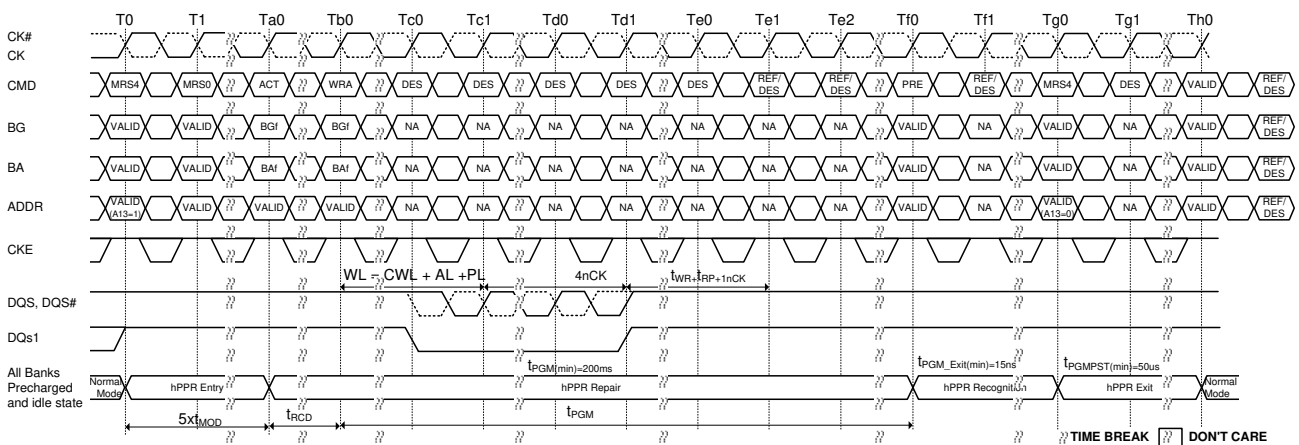 T0 T1 Ta0 Tb0 Tc0 Tc1 Td0 Td1 Te0 Te1 Te2 Tf0 Tf1 Tg0 Tg1 Th0
CK#
CK
CMD MRS4 MRS0 ACT WRA DES DES DES DES DES REF/DES REF/DES PRE REF/DES MRS4 DES VALID REF/DES
BG VALID VALID BGf BGf NA NA NA NA NA NA NA VALID NA VALID NA VALID REF/DES
BA VALID VALID BAf BAf NA NA NA NA NA NA NA VALID NA VALID NA VALID REF/DES
ADDR VALID (A13=1) VALID VALID VALID NA NA NA NA NA NA NA VALID NA VALID (A13=0) NA VALID REF/DES
CKE
WL = CWL + AL +PL 4nCK tWR+tRP+1nCK
DQS, DQS#
DQs1
tPGM(min)=200ms tPGM_Exit(min)=15ns tPGMPST(min)=50us
All Banks
Precharged
and idle state
Normal Mode hPPR Entry hPPR Repair hPPR Recognition hPPR Exit Normal Mode
5xtMOD tRCD tPGM
TIME BREAK DON'T CARE